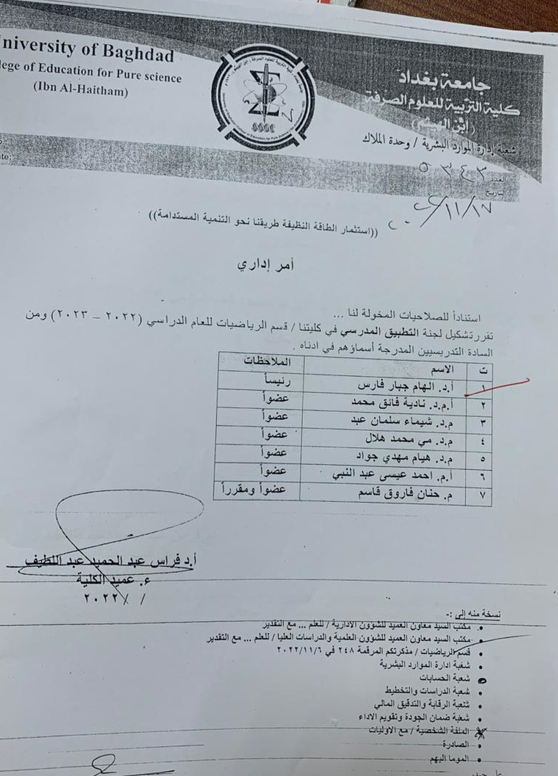 University of Baghdad
College of Education for Pure science
(Ibn Al-Haitham)
جامعة بغداد
كلية التربية للعلوم الصرفة
(ابن الهيثم)
شعبة إدارة الموارد البشرية / وحدة الملاك
العدد ٥٣٤٣
التاريخ ٢٠٢٢/١١/١٧
((استثمار الطاقة النظيفة طريقنا نحو التنمية المستدامة))
أمر إداري
استناداً للصلاحيات المخولة لنا ...
تقرر تشكيل لجنة التطبيق المدرسي في كليتنا / قسم الرياضيات للعام الدراسي (٢٠٢٢ – ٢٠٢٣) ومن
السادة التدريسيين المدرجة أسماؤهم في ادناه .
ت الاسم الملاحظات
١ أ.د. الهام جبار فارس رئيساً
٢ أ.م.د. نادية فائق محمد عضواً
٣ م.د. شيماء سلمان عبد عضواً
٤ م.د. مي محمد هلال عضواً
٥ م.د. هيام مهدي جواد عضواً
٦ أ.م. احمد عيسى عبد النبي عضواً
٧ م. حنان فاروق قاسم عضواً ومقرراً
أ.د فراس عبد الحميد عبد اللطيف
ع. عميد الكلية
/ / ٢٠٢٢
نسخة منه إلى :-
مكتب السيد معاون العميد للشؤون الادارية / للعلم ... مع التقدير
مكتب السيد معاون العميد للشؤون العلمية والدراسات العليا / للعلم ... مع التقدير
قسم الرياضيات / مذكرتكم المرقمة ٢٤٨ في ٢٠٢٢/١١/٦
شعبة ادارة الموارد البشرية
شعبة الحسابات
شعبة الدراسات والتخطيط
شعبة الرقابة والتدقيق المالي
شعبة ضمان الجودة وتقويم الاداء
الملفة الشخصية / مع الاوليات
الصادرة
الموما اليهم